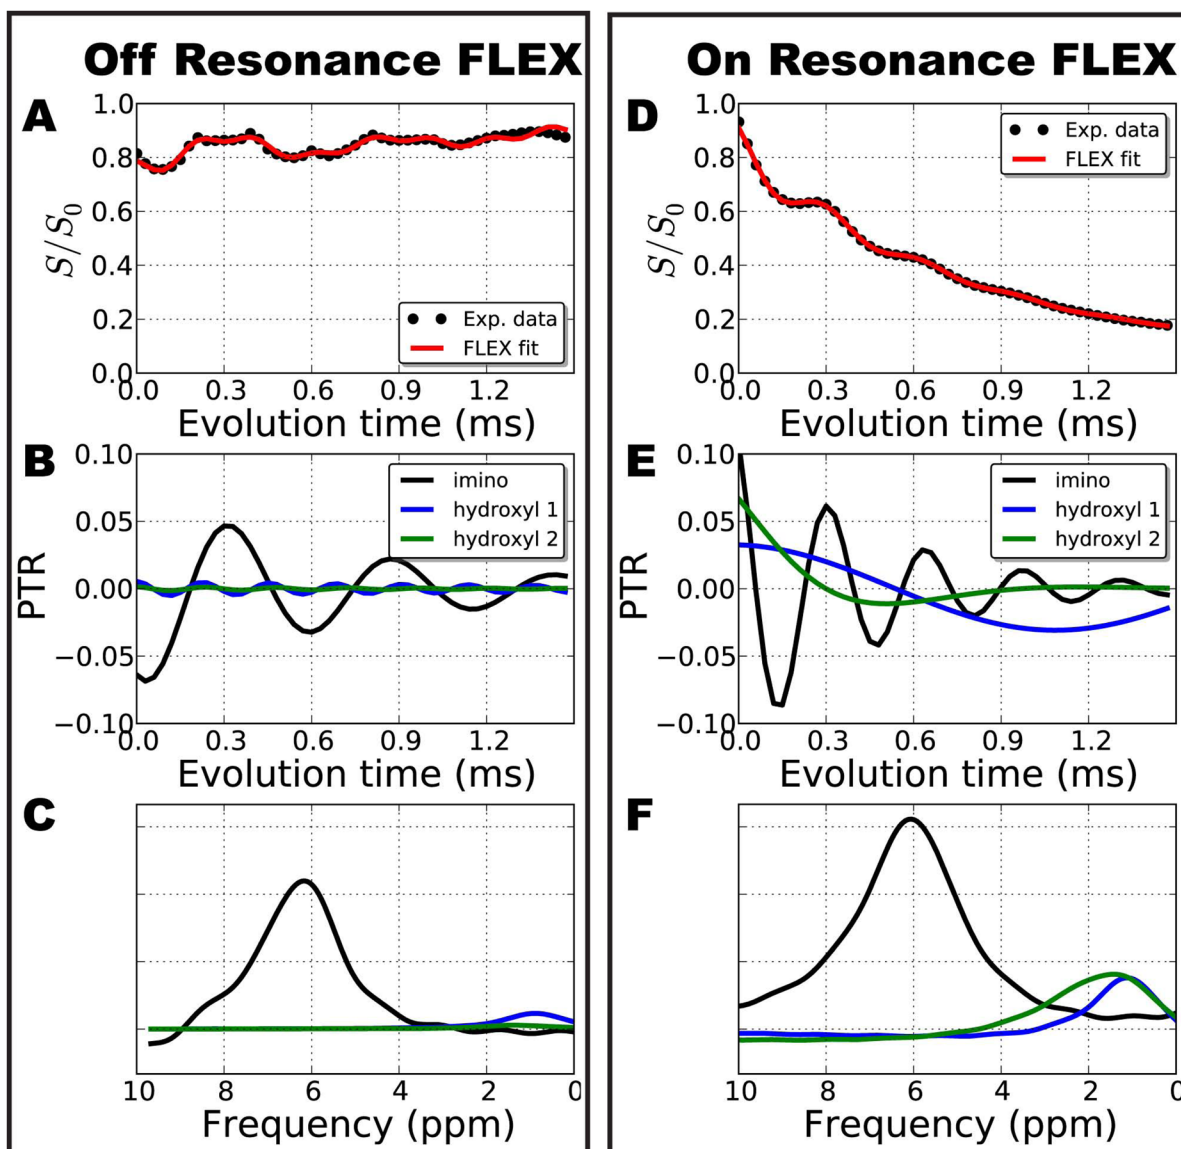 Off Resonance FLEX
A
1.0
0.8
0.6
0.4
0.2
0.0
S/S0
Exp. data
FLEX fit
0.0 0.3 0.6 0.9 1.2
Evolution time (ms)
B
0.10
0.05
0.00
−0.05
−0.10
PTR
imino
hydroxyl 1
hydroxyl 2
0.0 0.3 0.6 0.9 1.2
Evolution time (ms)
C
10 8 6 4 2 0
Frequency (ppm)
On Resonance FLEX
D
1.0
0.8
0.6
0.4
0.2
0.0
S/S0
Exp. data
FLEX fit
0.0 0.3 0.6 0.9 1.2
Evolution time (ms)
E
0.10
0.05
0.00
−0.05
−0.10
PTR
imino
hydroxyl 1
hydroxyl 2
0.0 0.3 0.6 0.9 1.2
Evolution time (ms)
F
10 8 6 4 2 0
Frequency (ppm)